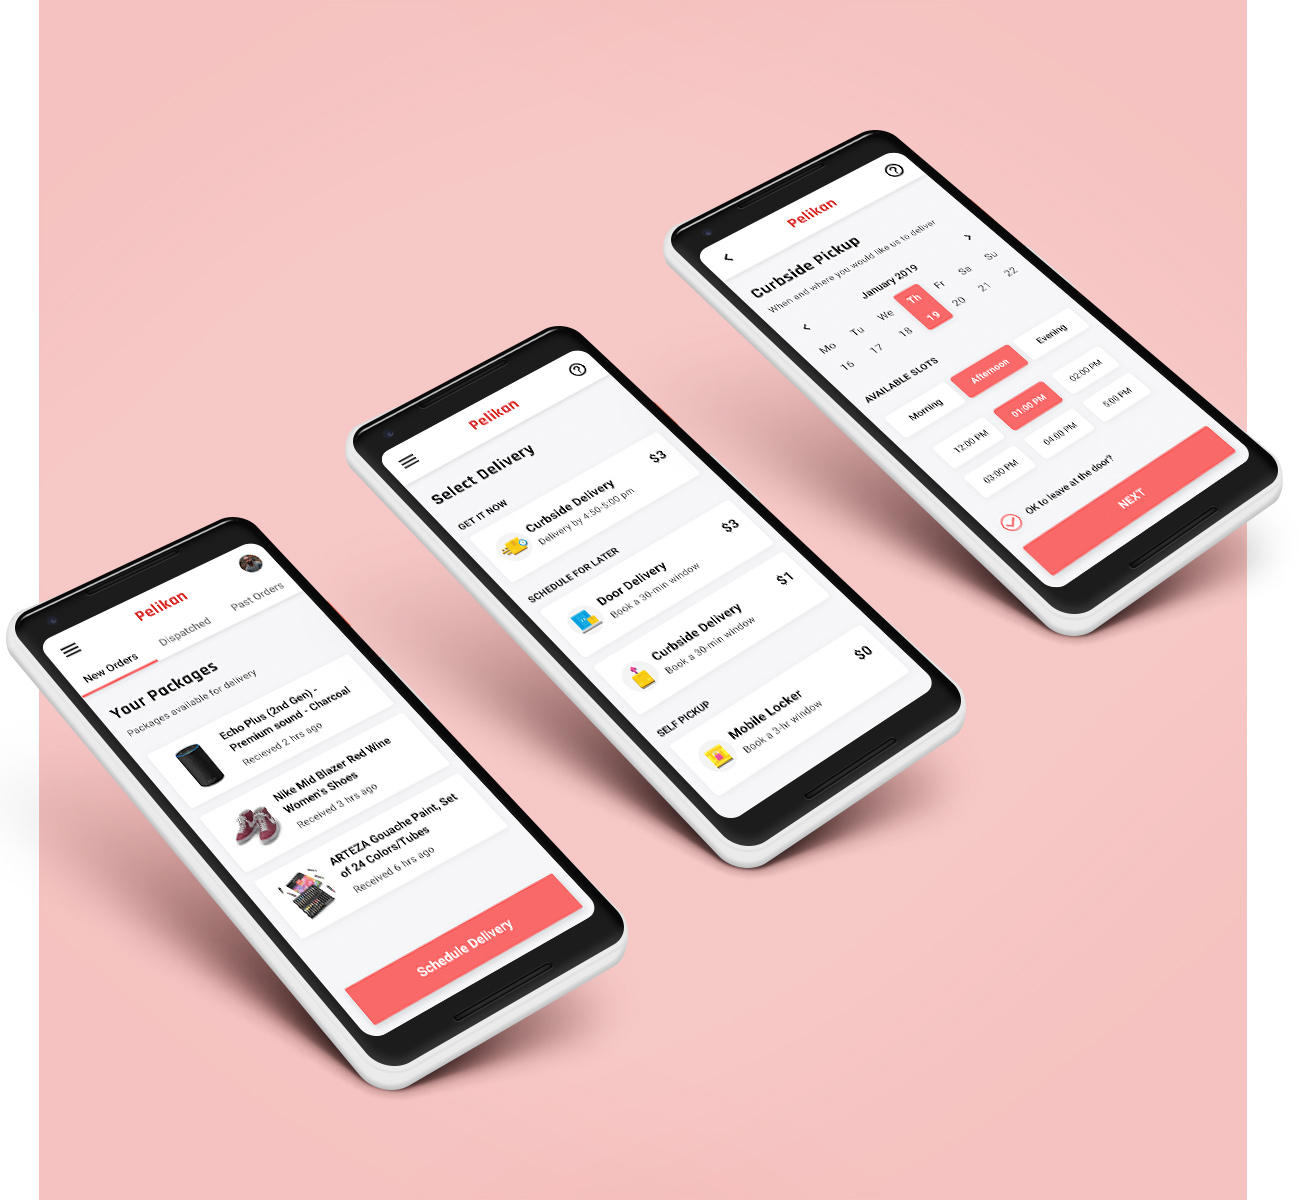 Pelikan
New Orders
Dispatched
Past Orders
Your Packages
Packages available for delivery
Echo Plus (2nd Gen) -
Premium sound - Charcoal
Recieved 2 hrs ago
Nike Mid Blazer Red Wine
Women's Shoes
Received 3 hrs ago
ARTEZA Gouache Paint, Set
of 24 Colors/Tubes
Received 6 hrs ago
Schedule Delivery
Pelikan
Select Delivery
GET IT NOW
Curbside Delivery
$3
Delivery by 4:50-5:00 pm
SCHEDULE FOR LATER
Door Delivery
$3
Book a 30-min window
Curbside Delivery
$1
Book a 30-min window
SELF PICKUP
Mobile Locker
$0
Book a 3-hr window
Pelikan
Curbside Pickup
When and where you would like us to deliver
January 2019
Mo Tu We Th Fr Sa Su
16 17 18 19 20 21 22
AVAILABLE SLOTS
Morning Afternoon Evening
12:00 PM 01:00 PM 02:00 PM
03:00 PM 04:00 PM 5:00 PM
OK to leave at the door?
NEXT